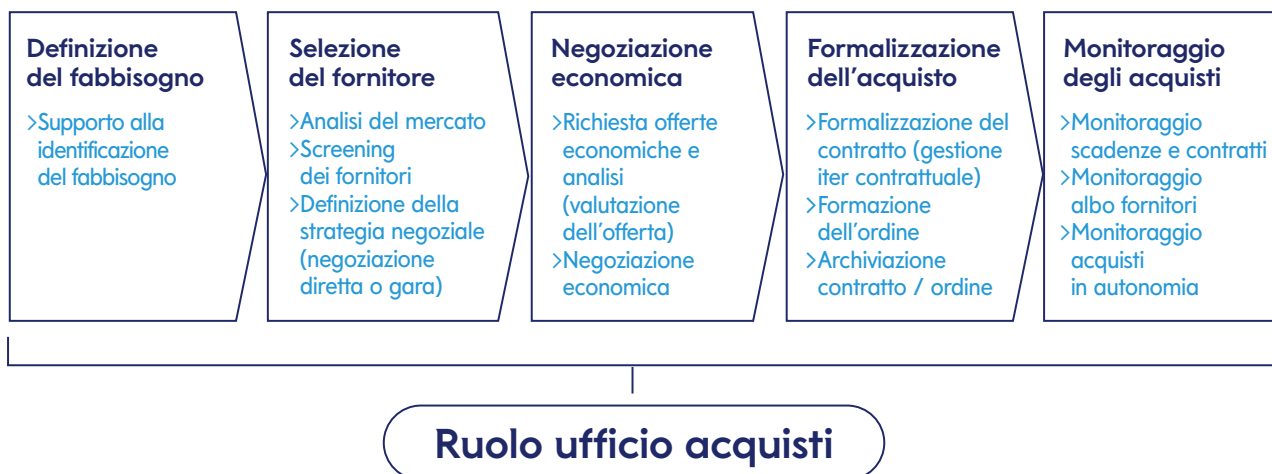 Definizione
del fabbisogno
>Supporto alla
identificazione
del fabbisogno
Selezione
del fornitore
>Analisi del mercato
>Screening
dei fornitori
>Definizione della
strategia negoziale
(negoziazione
diretta o gara)
Negoziazione
economica
>Richiesta offerte
economiche e
analisi
(valutazione
dell'offerta)
>Negoziazione
economica
Formalizzazione
dell'acquisto
>Formalizzazione del
contratto (gestione
iter contrattuale)
>Formazione
dell'ordine
>Archiviazione
contratto / ordine
Monitoraggio
degli acquisti
>Monitoraggio
scadenze e contratti
>Monitoraggio
albo fornitori
>Monitoraggio
acquisti
in autonomia
Ruolo ufficio acquisti